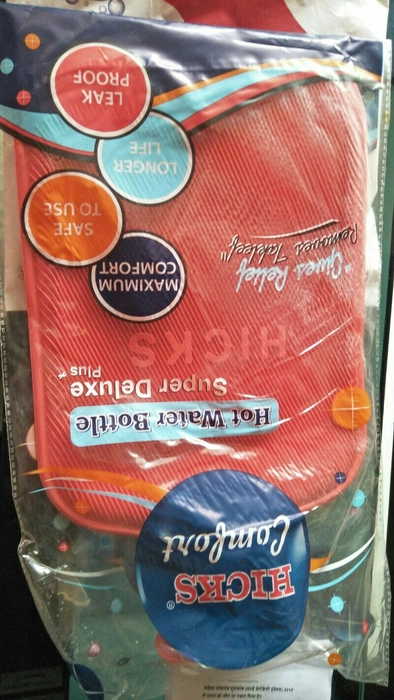 HICKS®
Comfort
Hot Water Bottle
Super Deluxe
Plus+
HICKS
"Gives Relief
Removes Takleef"
MAXIMUM
COMFORT
SAFE
TO USE
LONGER
LIFE
LEAK
PROOF